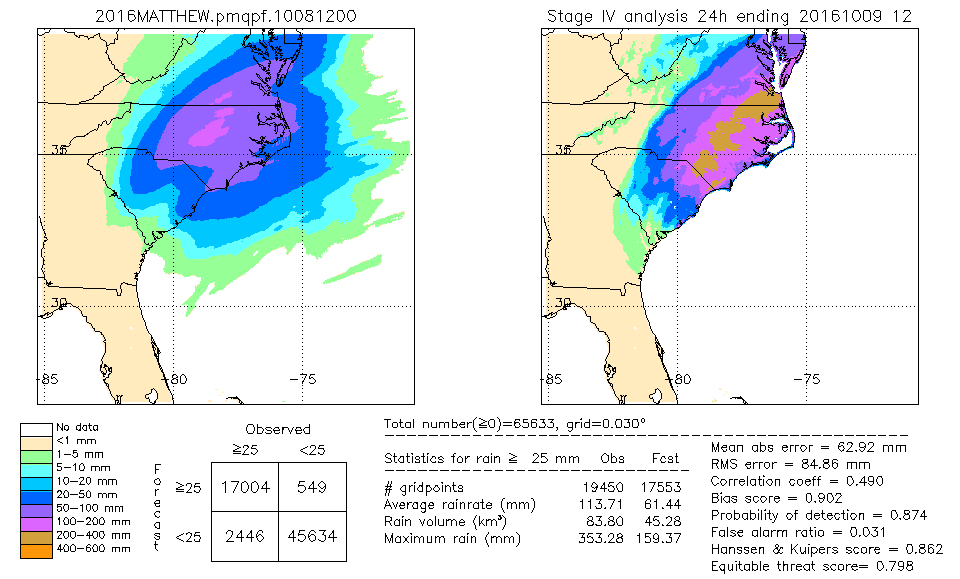 2016MATTHEW.pmqpf.10081200
Stage IV analysis 24h ending 20161009 12
35
30
-85 -80 -75
35
30
-85 -80 -75
No data
<1 mm
1-5 mm
5-10 mm
10-20 mm
20-50 mm
50-100 mm
100-200 mm
200-400 mm
400-600 mm
Forecast
Observed
≧25 <25
≧25 17004 549
<25 2446 45634
Total number(≧0)=65633, grid=0.030°
Statistics for rain ≧ 25 mm Obs Fcst
# gridpoints 19450 17553
Average rainrate (mm) 113.71 61.44
Rain volume (km³) 83.80 45.28
Maximum rain (mm) 353.28 159.37
Mean abs error = 62.92 mm
RMS error = 84.86 mm
Correlation coeff = 0.490
Bias score = 0.902
Probability of detection = 0.874
False alarm ratio = 0.031
Hanssen & Kuipers score = 0.862
Equitable threat score= 0.798